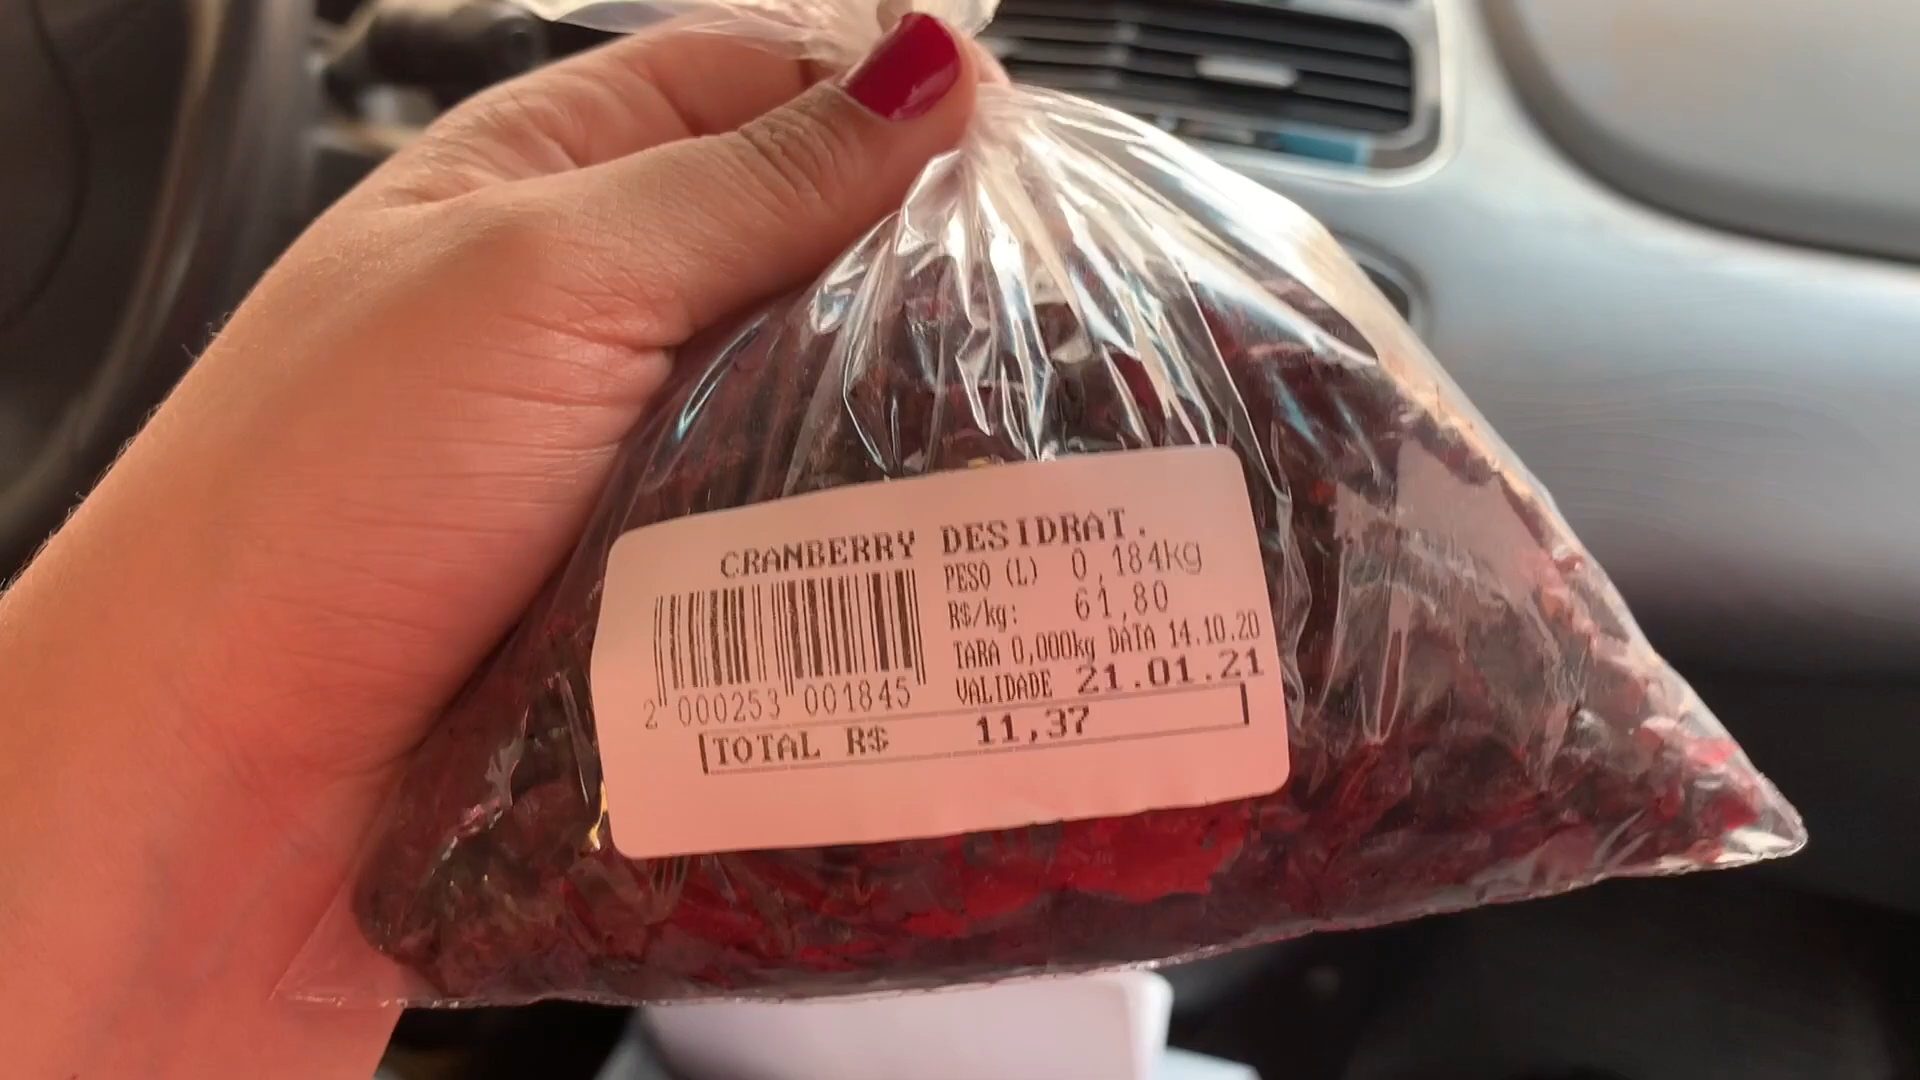 CRANBERRY DESIDRAT.
PESO (L) 0,184kg
R$/kg: 61,80
TARA 0,000kg DATA 14.10.20
VALIDADE 21.01.21
2 000253 001845
TOTAL R$ 11,37